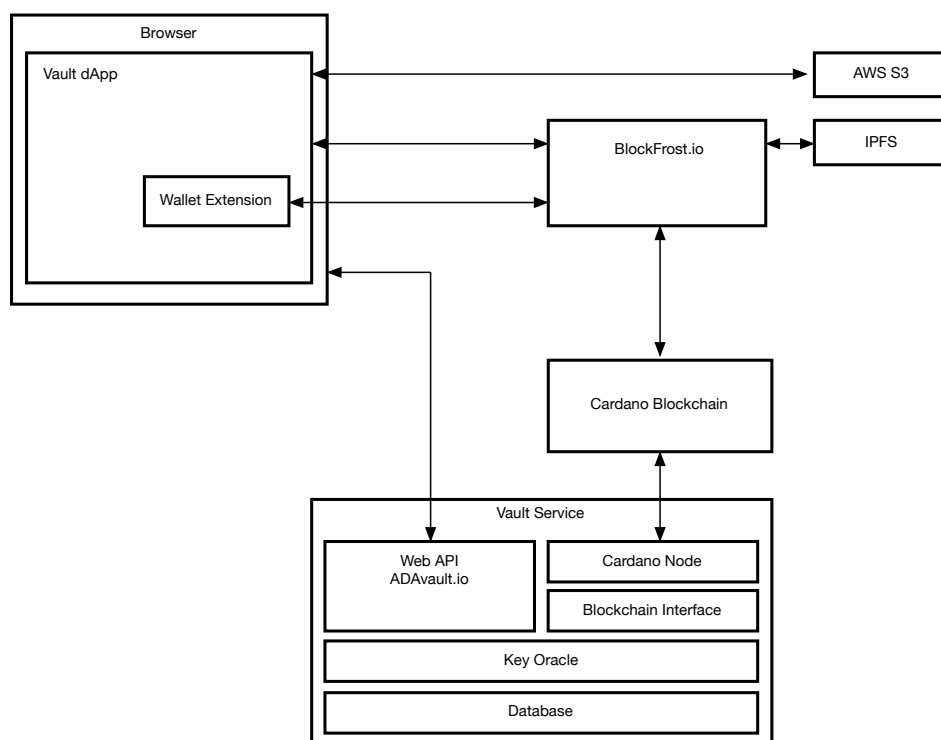 Browser
Vault dApp
AWS S3
BlockFrost.io
IPFS
Wallet Extension
Cardano Blockchain
Vault Service
Web API
ADAvault.io
Cardano Node
Blockchain Interface
Key Oracle
Database